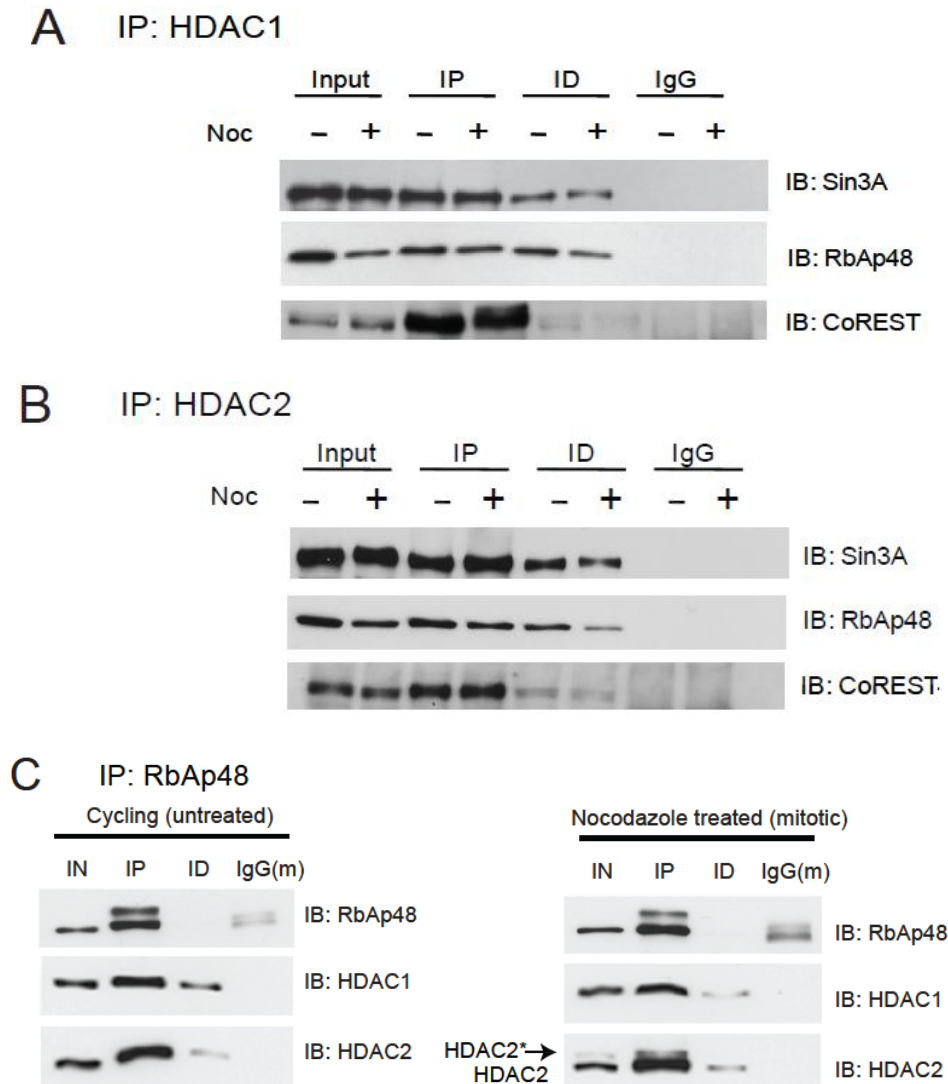 A IP: HDAC1
Input IP ID IgG
Noc – + – + – + – +
IB: Sin3A
IB: RbAp48
IB: CoREST
B IP: HDAC2
Input IP ID IgG
Noc – + – + – + – +
IB: Sin3A
IB: RbAp48
IB: CoREST
C IP: RbAp48
Cycling (untreated)
IN IP ID IgG(m)
IB: RbAp48
IB: HDAC1
IB: HDAC2
Nocodazole treated (mitotic)
IN IP ID IgG(m)
IB: RbAp48
IB: HDAC1
HDAC2*
HDAC2
IB: HDAC2